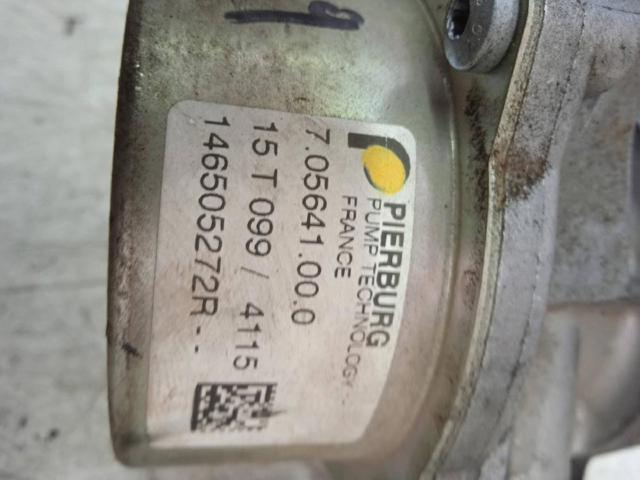 PIERBURG
PUMP TECHNOLOGY - .
FRANCE
7.05641.00.0
15 T 099 / 4115
146505272R - .